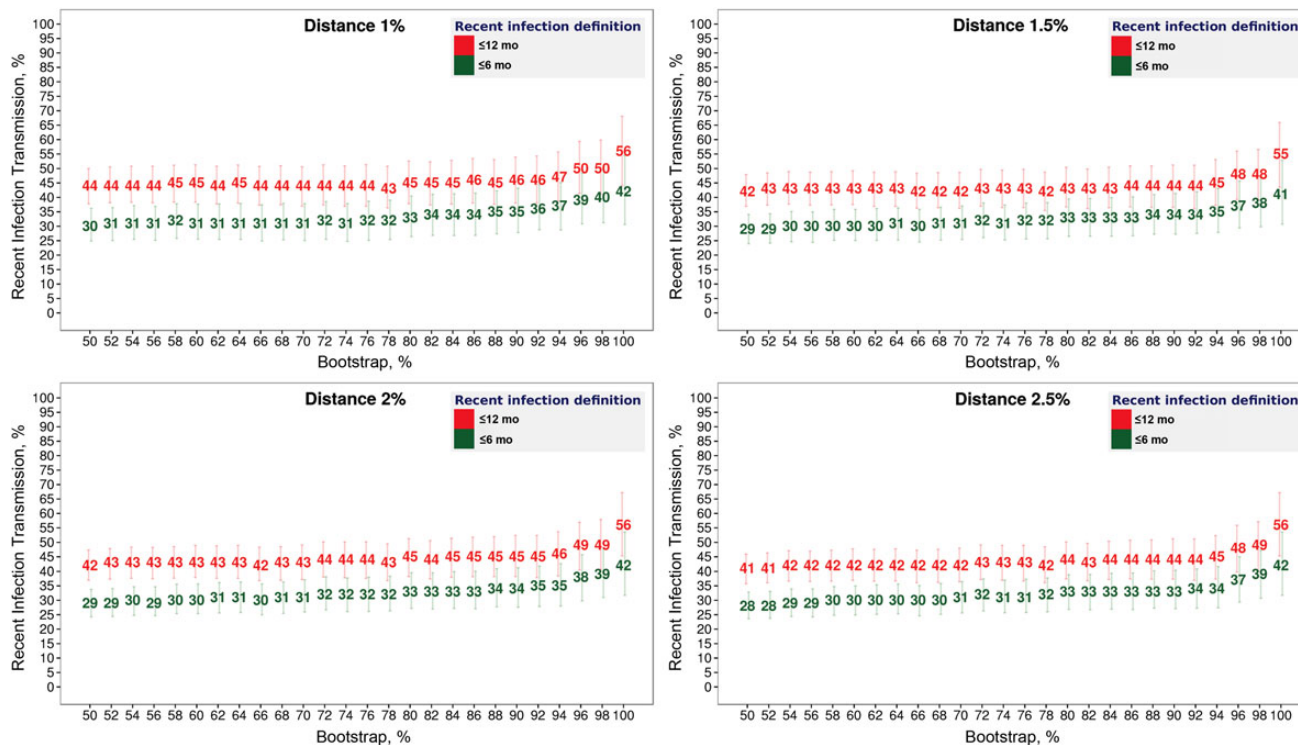 Distance 1%
Recent infection definition
≤12 mo
≤6 mo
Recent Infection Transmission, %
100
95
90
85
80
75
70
65
60
55
50
45
40
35
30
25
20
15
10
5
0
44 44 44 44 45 45 44 45 44 44 44 44 44 44 43 45 45 45 46 45 46 46 47 50 50 56
30 31 31 31 32 31 31 31 31 31 31 32 31 32 32 33 34 34 34 35 35 36 37 39 40 42
50 52 54 56 58 60 62 64 66 68 70 72 74 76 78 80 82 84 86 88 90 92 94 96 98 100
Bootstrap, %
Distance 1.5%
Recent infection definition
≤12 mo
≤6 mo
Recent Infection Transmission, %
100
95
90
85
80
75
70
65
60
55
50
45
40
35
30
25
20
15
10
5
0
42 43 43 43 43 43 43 43 42 42 42 43 43 43 42 43 43 43 44 44 44 44 45 48 48 55
29 29 30 30 30 30 30 31 30 31 31 32 31 32 32 33 33 33 33 34 34 34 35 37 38 41
50 52 54 56 58 60 62 64 66 68 70 72 74 76 78 80 82 84 86 88 90 92 94 96 98 100
Bootstrap, %
Distance 2%
Recent infection definition
≤12 mo
≤6 mo
Recent Infection Transmission, %
100
95
90
85
80
75
70
65
60
55
50
45
40
35
30
25
20
15
10
5
0
42 43 43 43 43 43 43 43 42 43 43 44 44 44 43 45 44 45 45 45 45 45 46 49 49 56
29 29 30 29 30 30 31 31 30 31 31 32 32 32 32 33 33 33 33 34 34 35 35 38 39 42
50 52 54 56 58 60 62 64 66 68 70 72 74 76 78 80 82 84 86 88 90 92 94 96 98 100
Bootstrap, %
Distance 2.5%
Recent infection definition
≤12 mo
≤6 mo
Recent Infection Transmission, %
100
95
90
85
80
75
70
65
60
55
50
45
40
35
30
25
20
15
10
5
0
41 41 42 42 42 42 42 42 42 42 42 43 43 43 42 44 43 44 44 44 44 44 45 48 49 56
28 28 29 29 30 30 30 30 30 30 31 32 31 31 32 33 33 33 33 33 33 34 34 37 39 42
50 52 54 56 58 60 62 64 66 68 70 72 74 76 78 80 82 84 86 88 90 92 94 96 98 100
Bootstrap, %